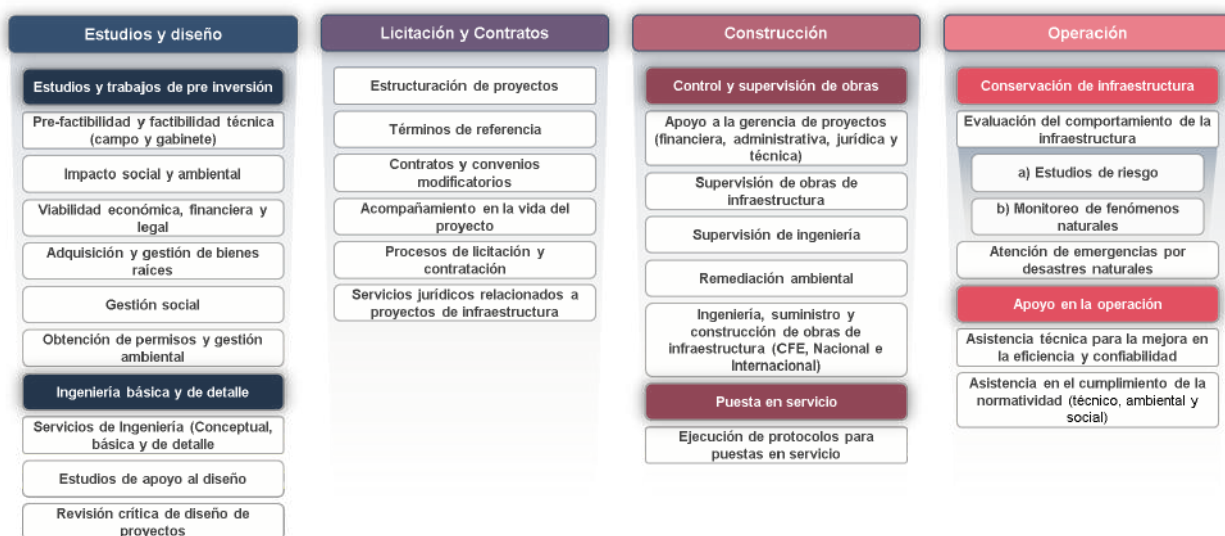 Estudios y diseño
Estudios y trabajos de pre inversión
Pre-factibilidad y factibilidad técnica
(campo y gabinete)
Impacto social y ambiental
Viabilidad económica, financiera y
legal
Adquisición y gestión de bienes
raíces
Gestión social
Obtención de permisos y gestión
ambiental
Ingeniería básica y de detalle
Servicios de Ingeniería (Conceptual,
básica y de detalle
Estudios de apoyo al diseño
Revisión crítica de diseño de
proyectos
Licitación y Contratos
Estructuración de proyectos
Términos de referencia
Contratos y convenios
modificatorios
Acompañamiento en la vida del
proyecto
Procesos de licitación y
contratación
Servicios jurídicos relacionados a
proyectos de infraestructura
Construcción
Control y supervisión de obras
Apoyo a la gerencia de proyectos
(financiera, administrativa, jurídica y
técnica)
Supervisión de obras de
infraestructura
Supervisión de ingeniería
Remediación ambiental
Ingeniería, suministro y
construcción de obras de
infraestructura (CFE, Nacional e
Internacional)
Puesta en servicio
Ejecución de protocolos para
puestas en servicio
Operación
Conservación de infraestructura
Evaluación del comportamiento de la
infraestructura
a) Estudios de riesgo
b) Monitoreo de fenómenos
naturales
Atención de emergencias por
desastres naturales
Apoyo en la operación
Asistencia técnica para la mejora en
la eficiencia y confiabilidad
Asistencia en el cumplimiento de la
normatividad (técnico, ambiental y
social)